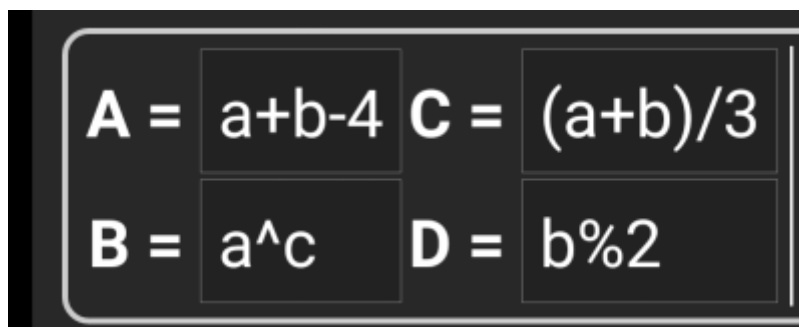 A = a+b-4 C = (a+b)/3
B = a^c D = b%2